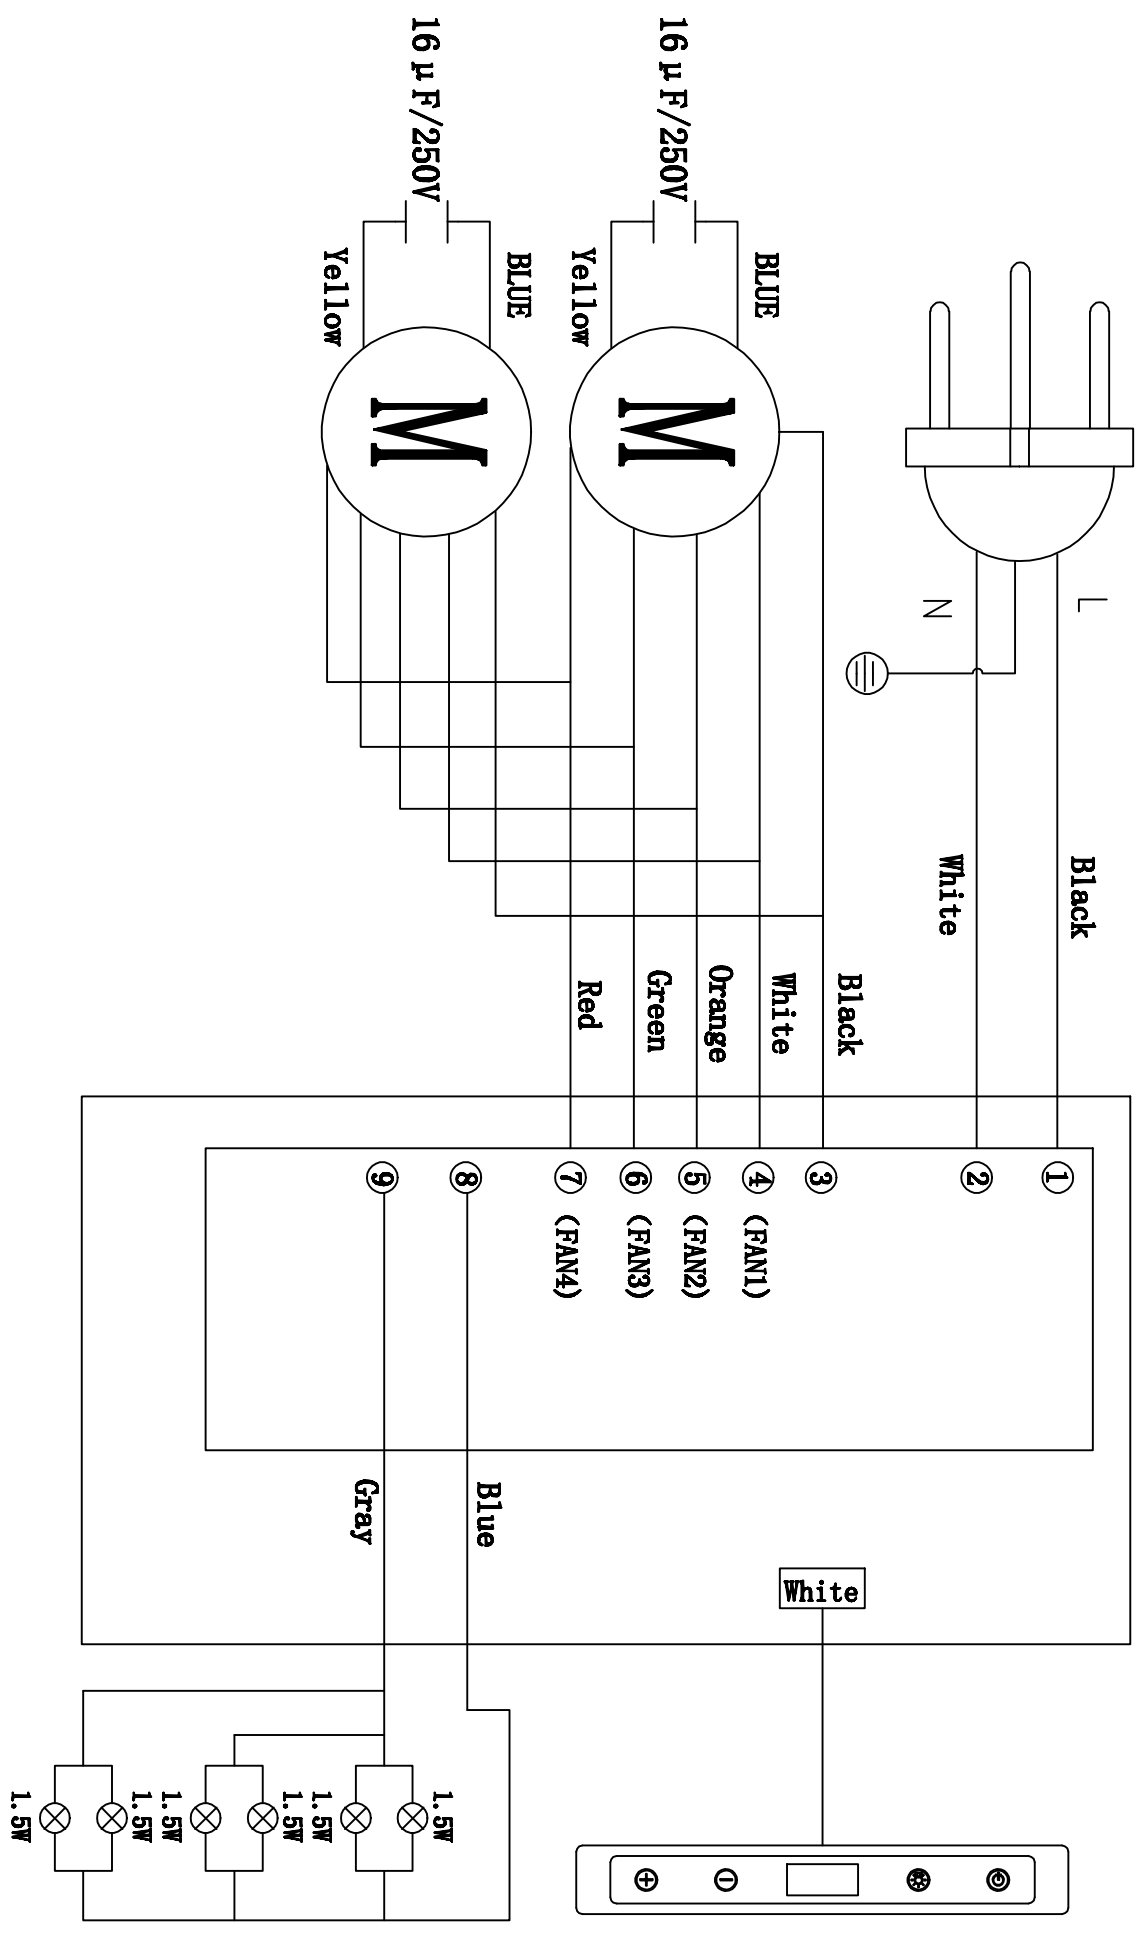 16μF/250V
16μF/250V
Yellow
BLUE
Yellow
BLUE
M
M
N
L
White
Black
Red
Green
Orange
White
Black
⑨
⑧
⑦(FAN4)
⑥(FAN3)
⑤(FAN2)
④(FAN1)
③
②
①
Gray
Blue
White
1.5W
1.5W
1.5W
1.5W
1.5W
1.5W